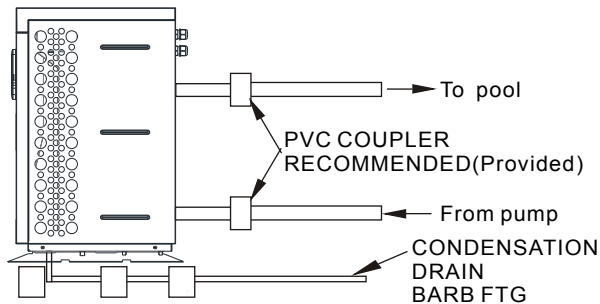 To pool
PVC COUPLER
RECOMMENDED(Provided)
From pump
CONDENSATION
DRAIN
BARB FTG